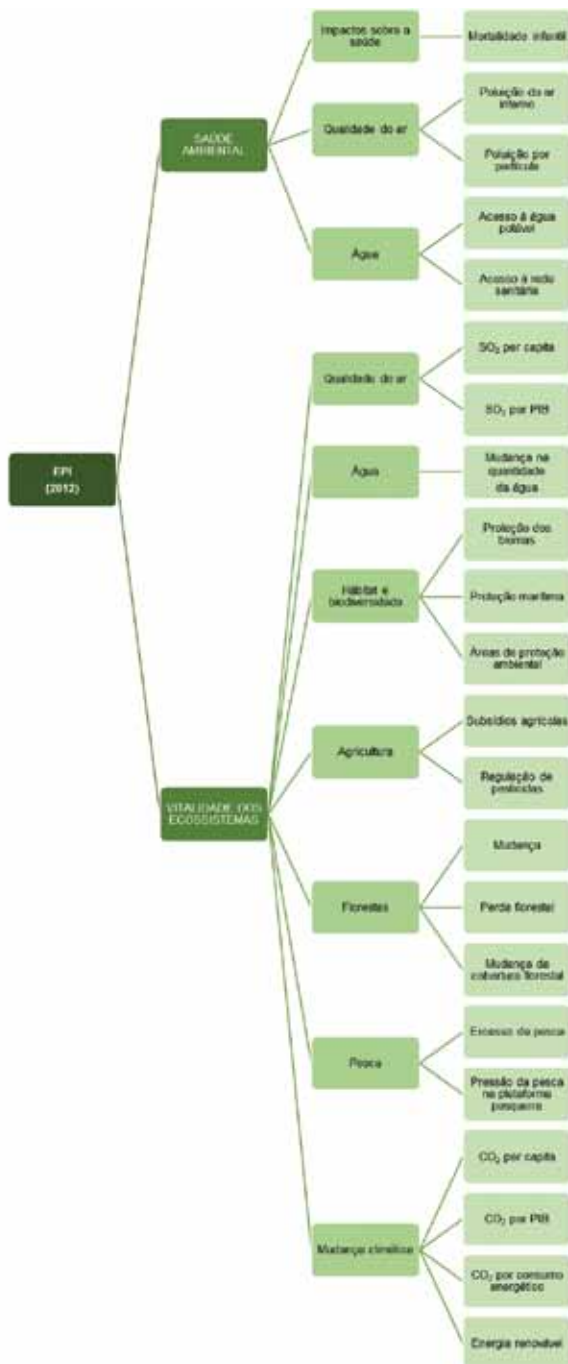 Impactos sobre a
saúde
Mortalidade infantil
SAÚDE
AMBIENTAL
Qualidade do ar
Poluição do ar
interno
Poluição por
partícula
Água
Acesso à água
potável
Acesso à rede
sanitária
EPI
(2012)
Qualidade do ar
SO₂ per capita
SO₂ por PIB
Água
Mudança na
quantidade
da água
Hábitat e
biodiversidade
Proteção dos
biomas
Proteção marítima
Áreas de proteção
ambiental
VITALIDADE DOS
ECOSSISTEMAS
Agricultura
Subsídios agrícolas
Regulação de
pesticidas
Florestas
Mudança
Perda florestal
Mudança da
cobertura florestal
Pesca
Excesso de pesca
Pressão da pesca
na plataforma
pesqueira
Mudança climática
CO₂ per capita
CO₂ por PIB
CO₂ por consumo
energético
Energia renovável